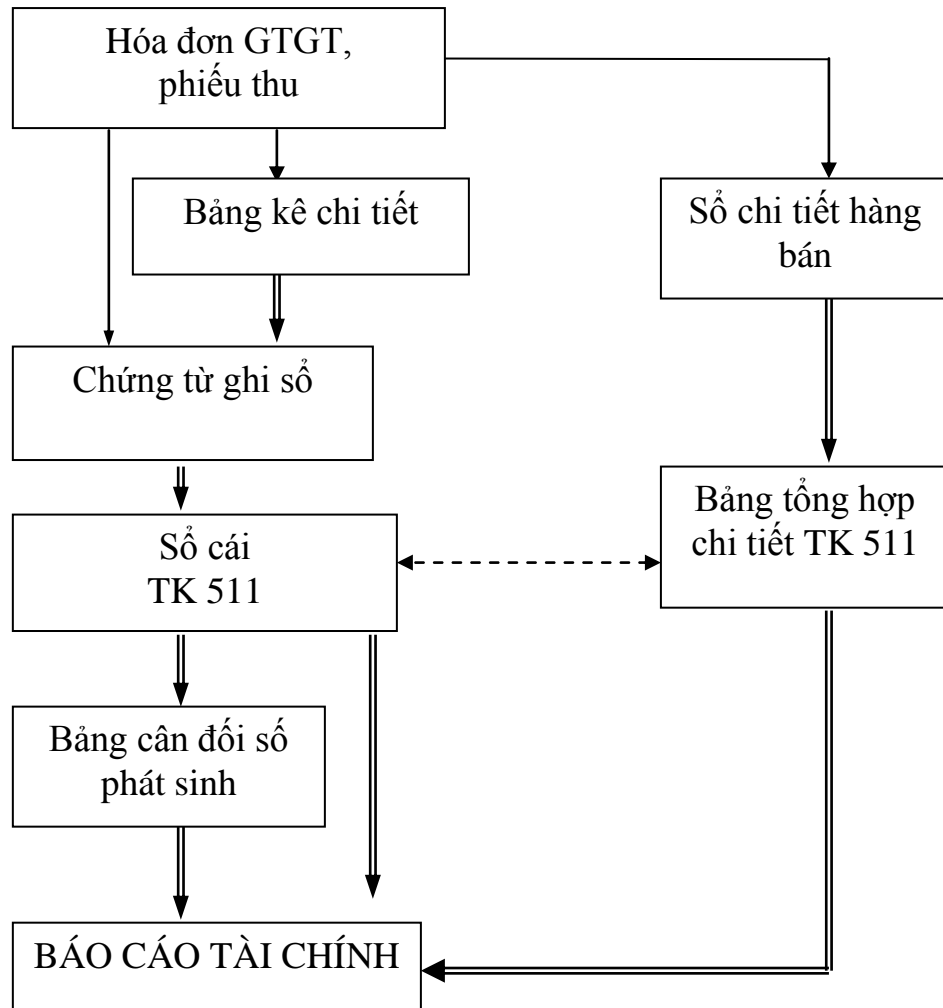 Hóa đơn GTGT,
phiếu thu
Bảng kê chi tiết
Sổ chi tiết hàng
bán
Chứng từ ghi sổ
Bảng tổng hợp
chi tiết TK 511
Sổ cái
TK 511
Bảng cân đối số
phát sinh
BÁO CÁO TÀI CHÍNH